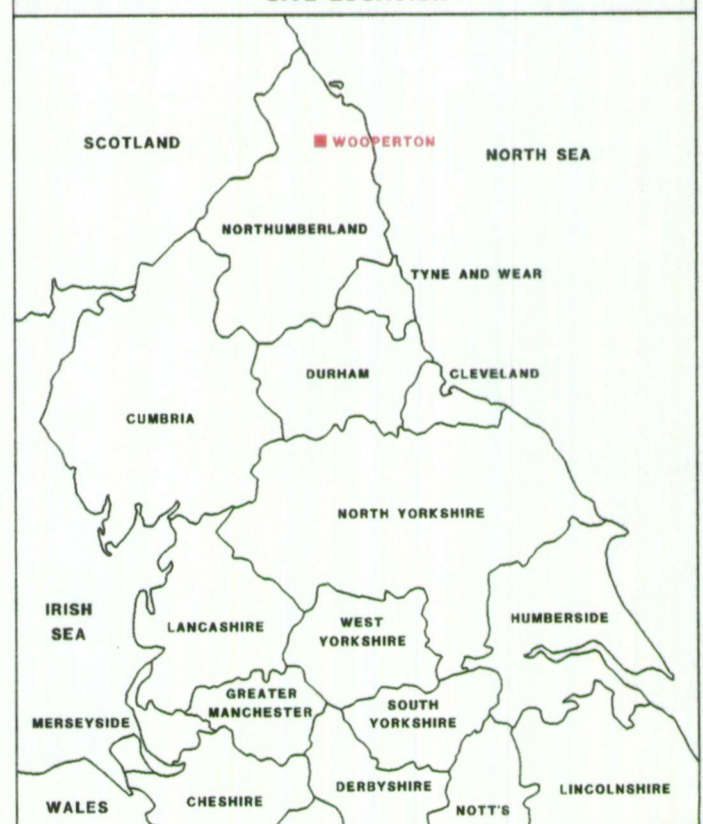 SCOTLAND
WOOPERTON
NORTH SEA
NORTHUMBERLAND
TYNE AND WEAR
DURHAM
CLEVELAND
CUMBRIA
NORTH YORKSHIRE
IRISH
SEA
LANCASHIRE
WEST
YORKSHIRE
HUMBERSIDE
GREATER
MANCHESTER
SOUTH
YORKSHIRE
MERSEYSIDE
DERBYSHIRE
LINCOLNSHIRE
WALES
CHESHIRE
NOTT'S